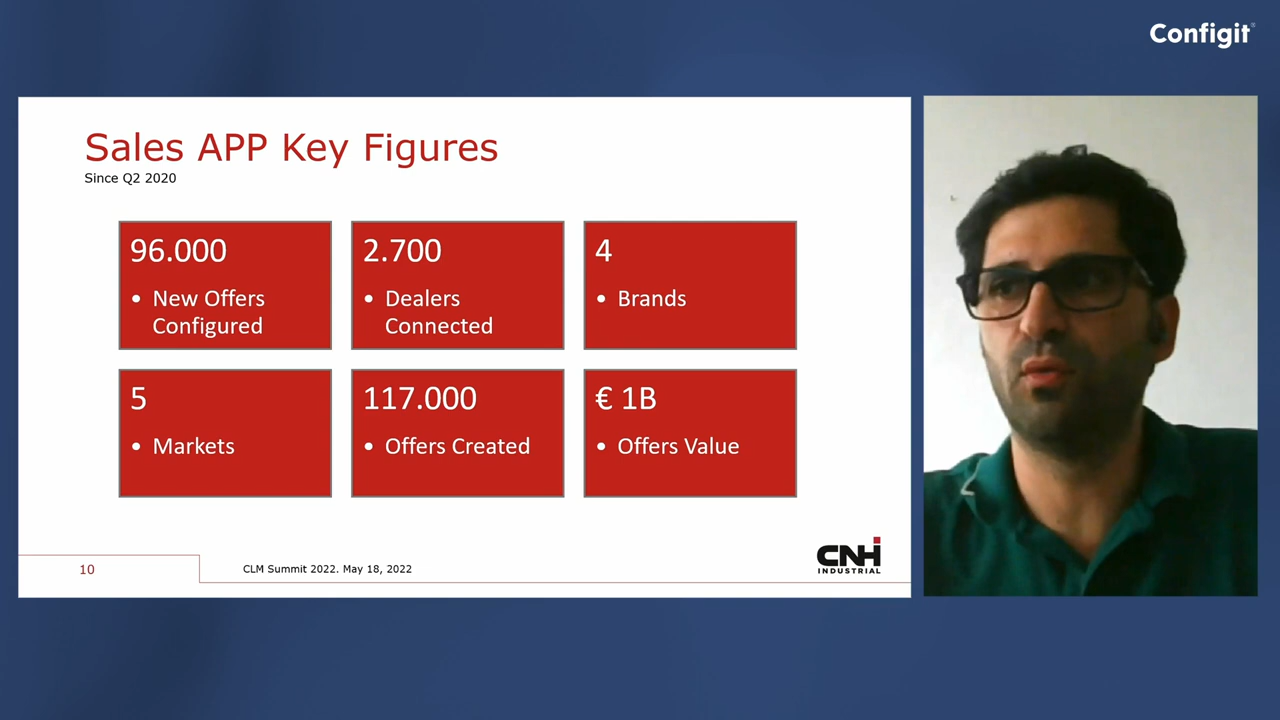 Configit
Sales APP Key Figures
Since Q2 2020
96.000
• New Offers
Configured
2.700
• Dealers
Connected
4
• Brands
5
• Markets
117.000
• Offers Created
€ 1B
• Offers Value
10
CLM Summit 2022. May 18, 2022
CNH
INDUSTRIAL